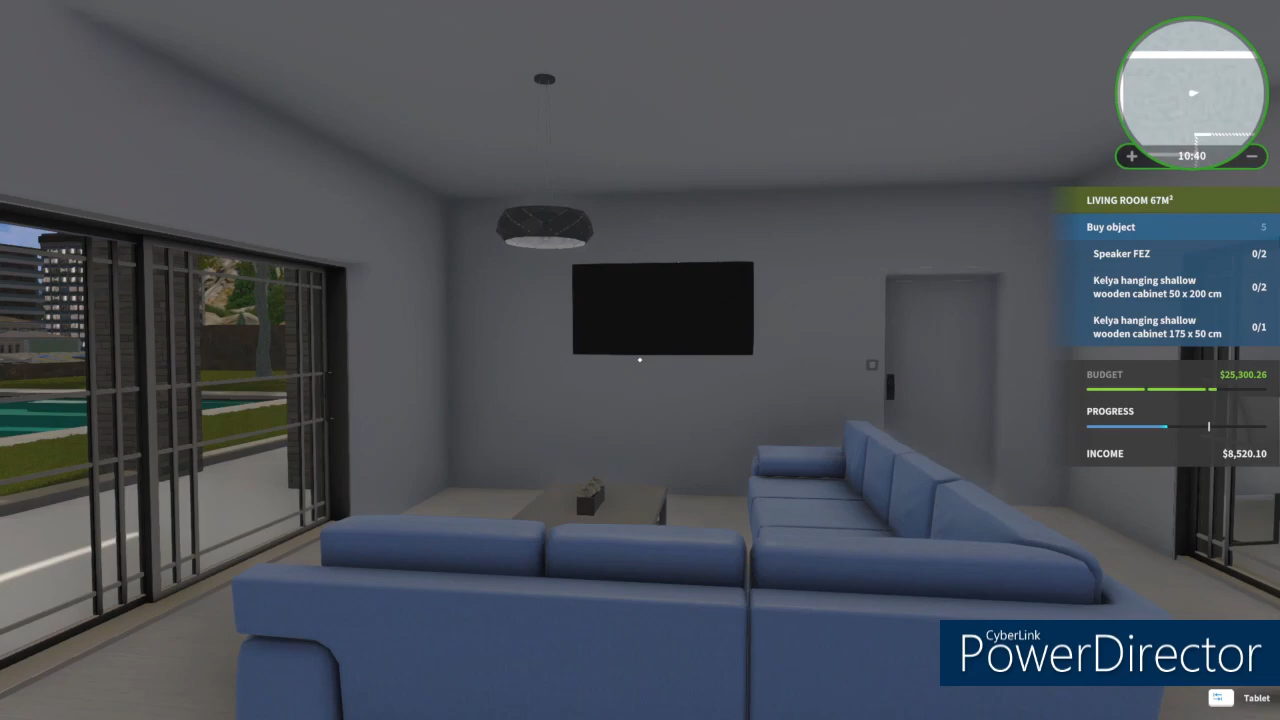 10:40
LIVING ROOM 67M²
Buy object 5
Speaker FEZ 0/2
Kelya hanging shallow
wooden cabinet 50 x 200 cm 0/2
Kelya hanging shallow
wooden cabinet 175 x 50 cm 0/1
BUDGET $25,300.26
PROGRESS
INCOME $8,520.10
CyberLink
PowerDirector
Tablet